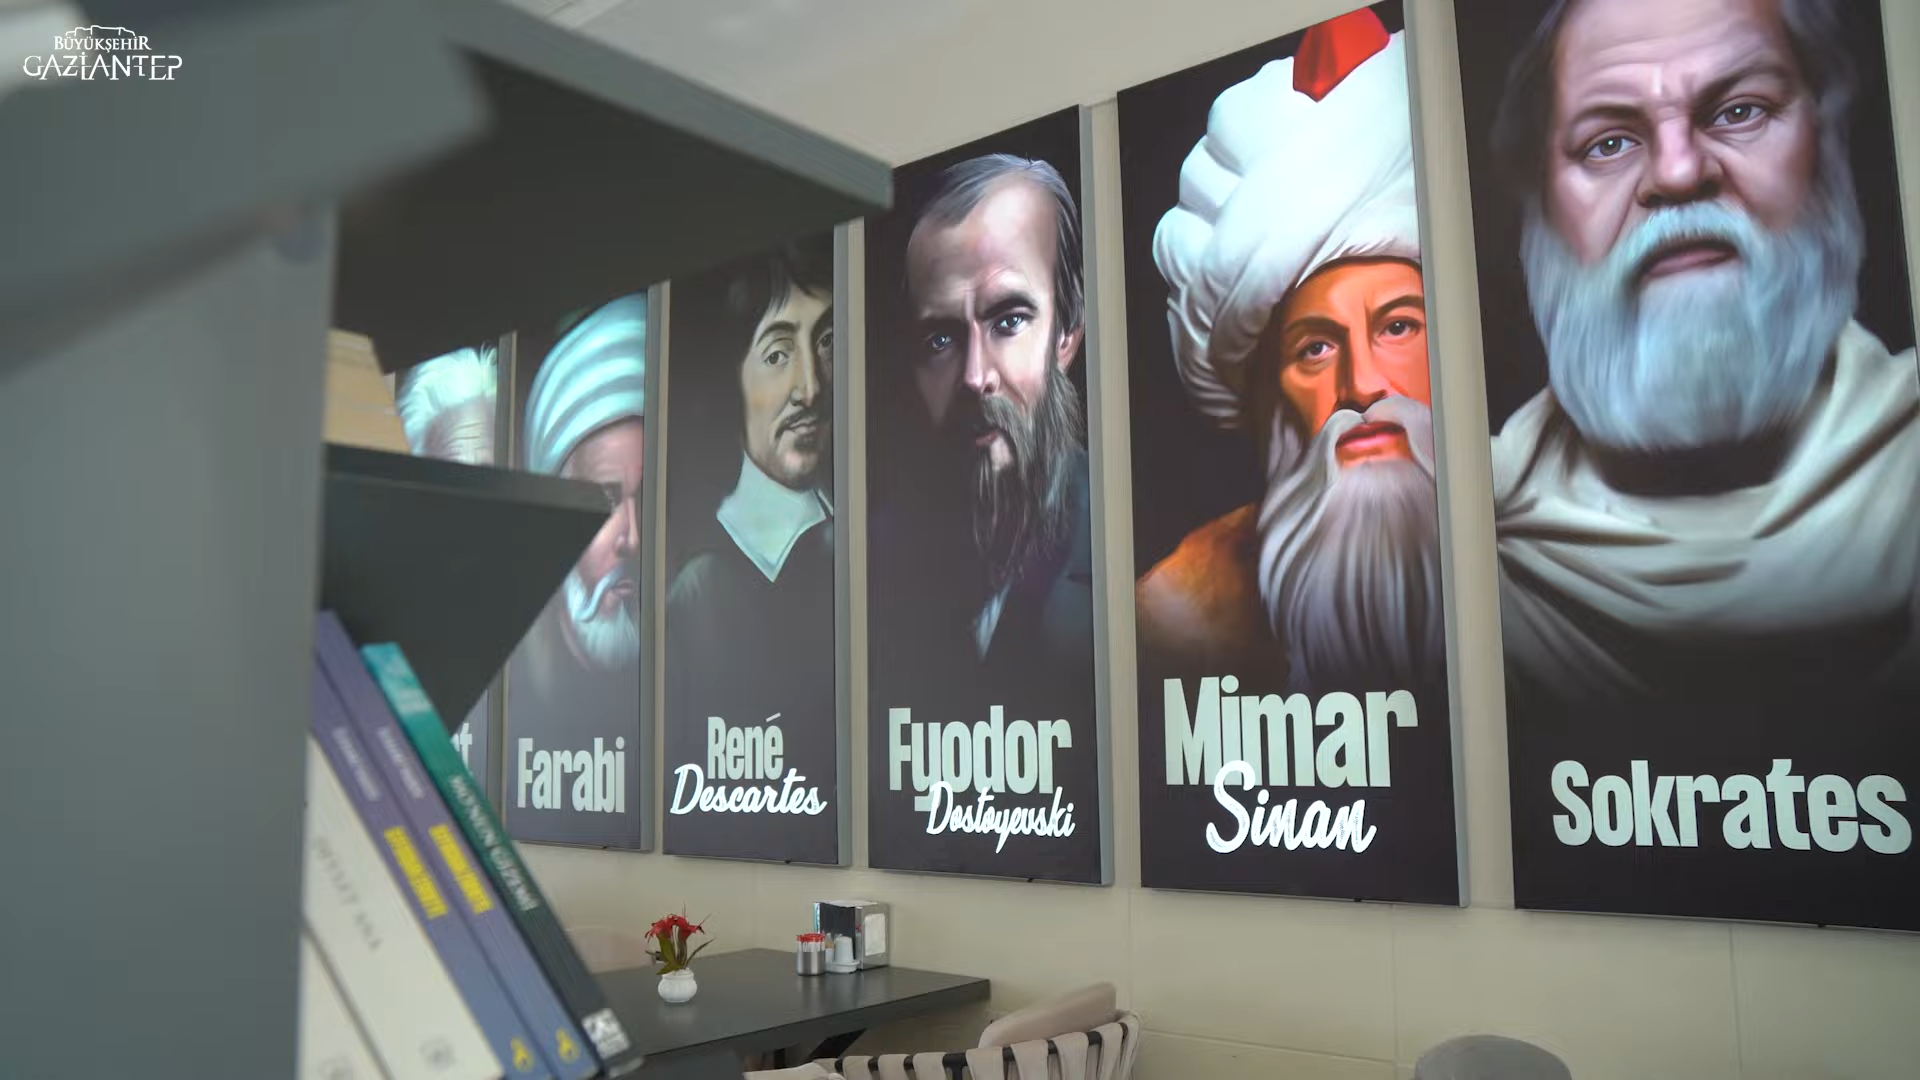 BÜYÜKŞEHİR
GAZİANTEP
Farabi
René
Descartes
Fyodor
Dostoyevski
Mimar
Sinan
Sokrates